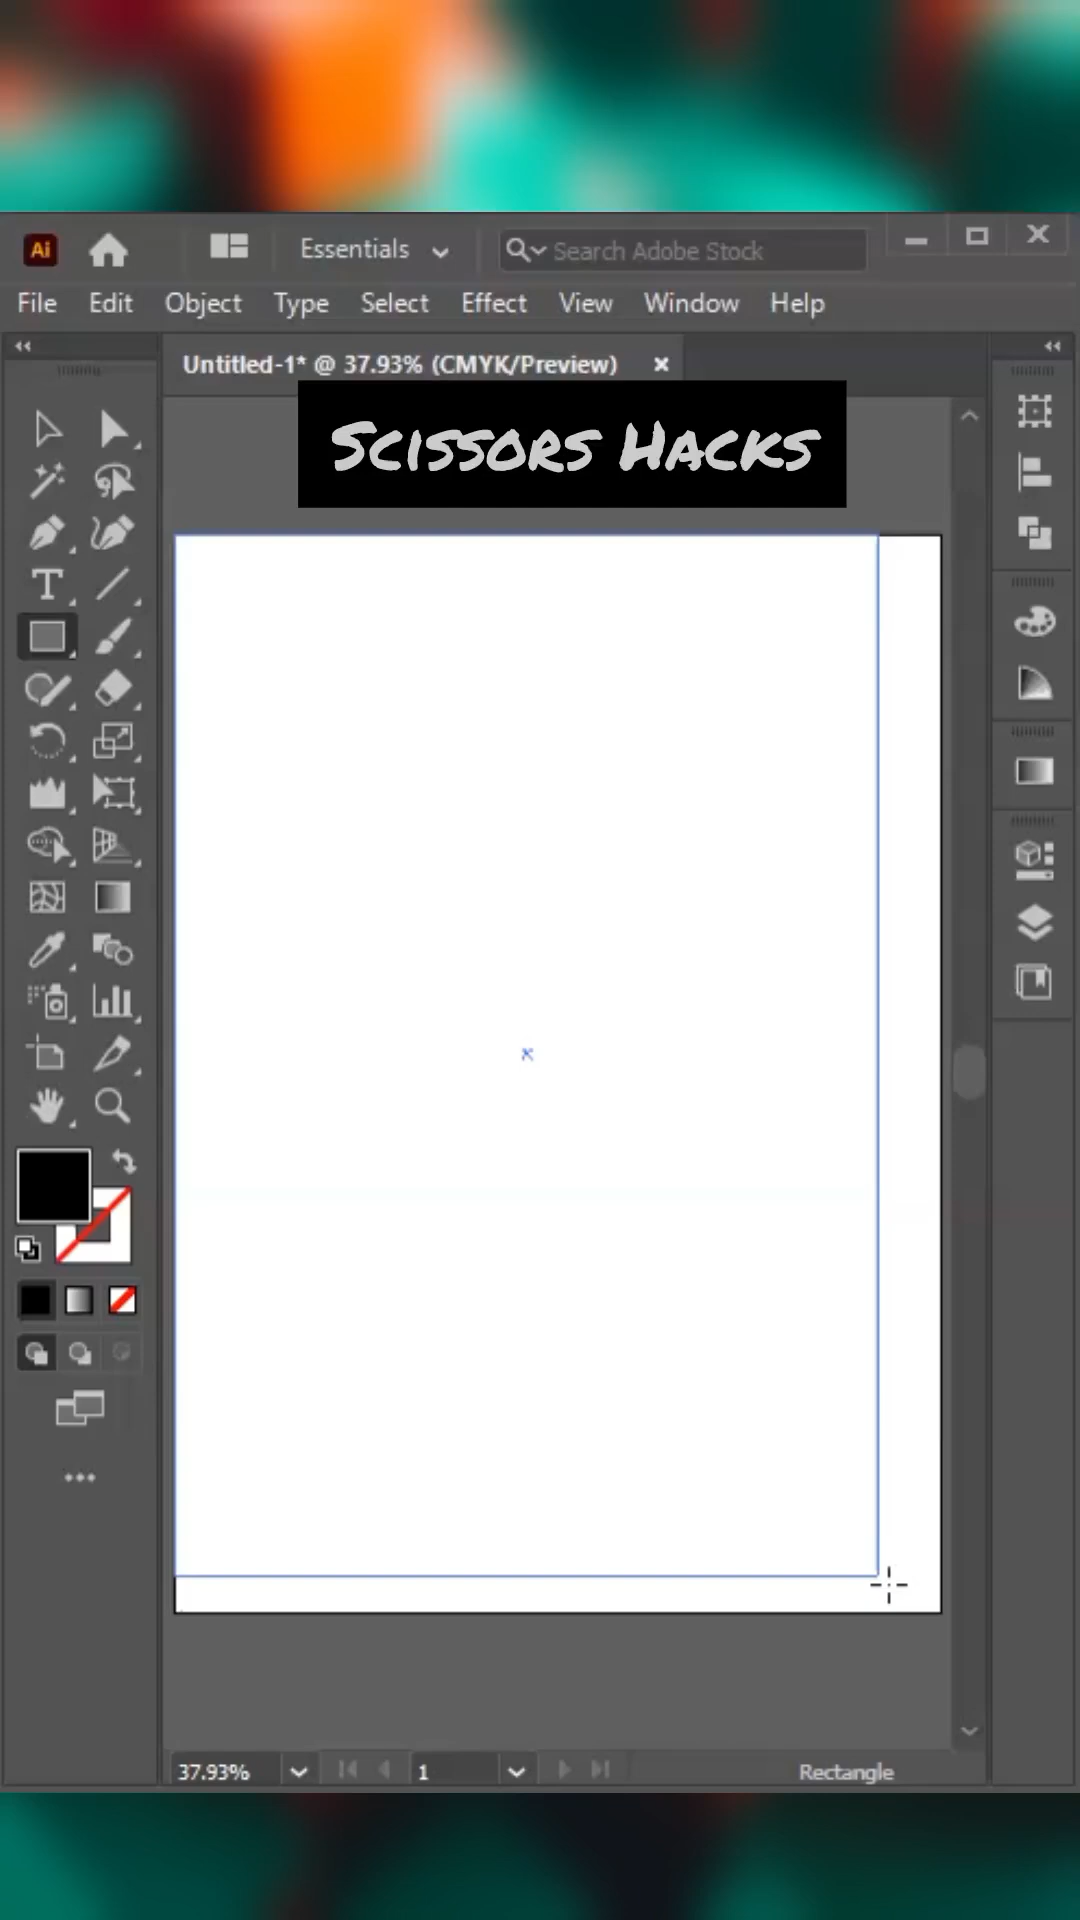 Ai
Essentials
Search Adobe Stock
File Edit Object Type Select Effect View Window Help
Untitled-1* @ 37.93% (CMYK/Preview)
Scissors Hacks
37.93%
1
Rectangle